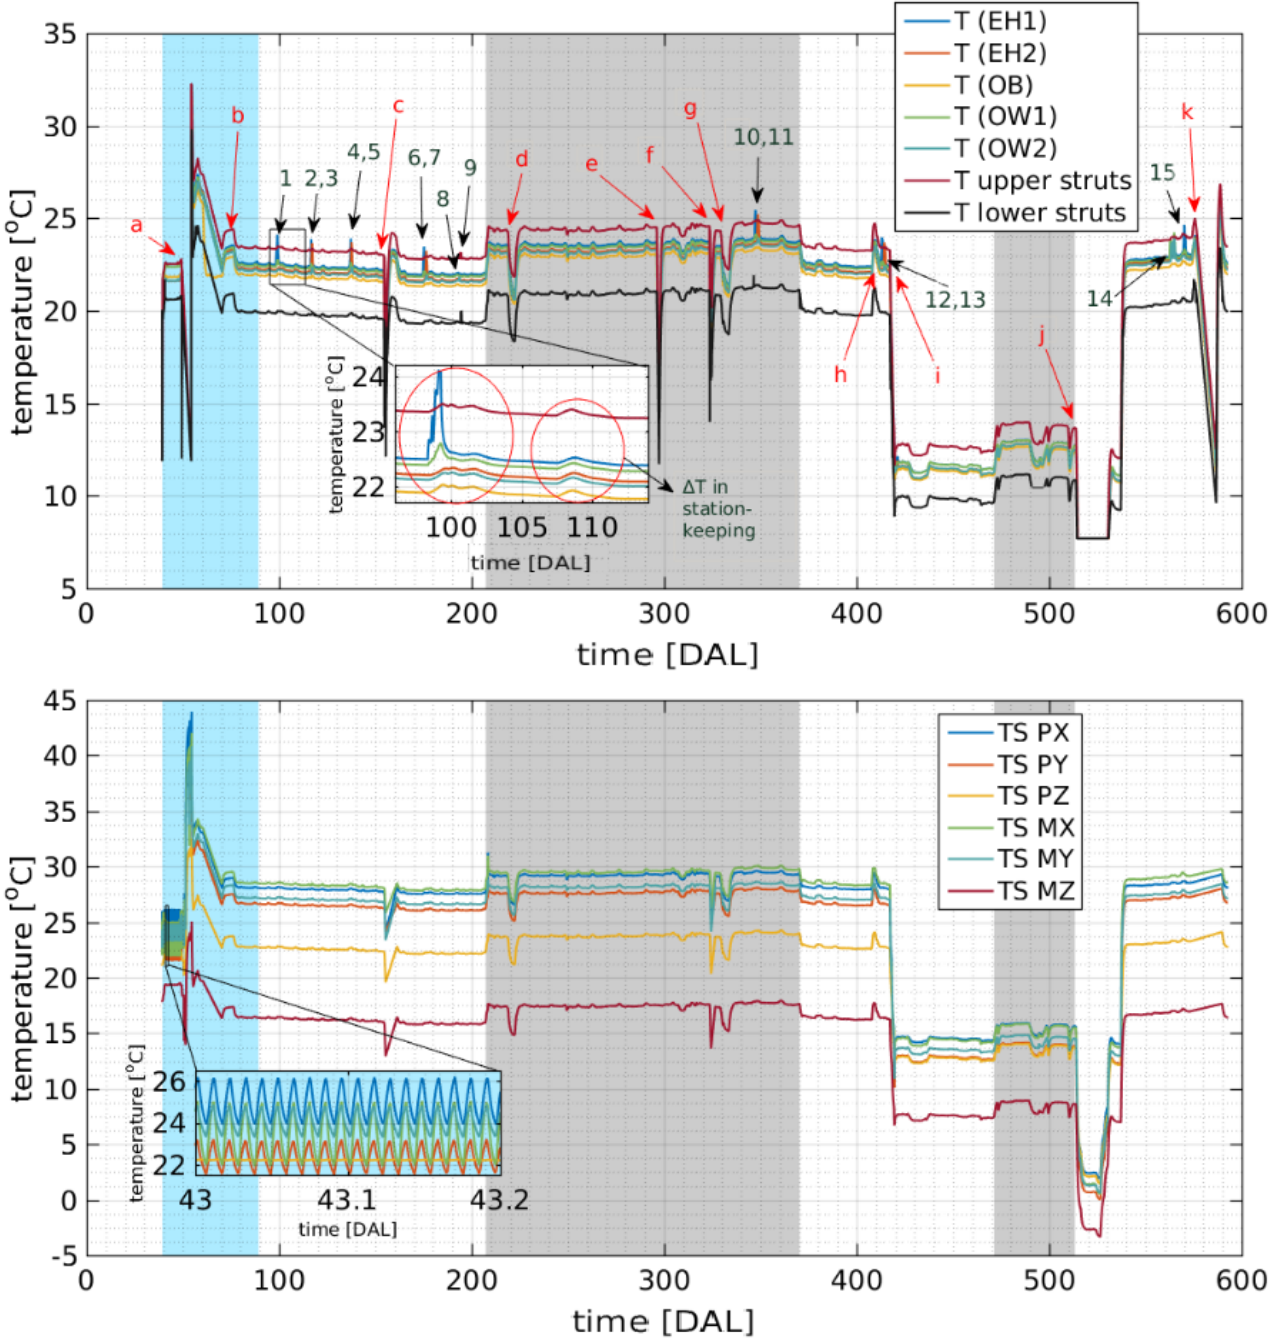 35
30
25
20
15
10
5
temperature [°C]
a
b
c
d
e
f
g
h
i
j
k
1
2,3
4,5
6,7
8
9
10,11
12,13
14
15
T (EH1)
T (EH2)
T (OB)
T (OW1)
T (OW2)
T upper struts
T lower struts
24
23
22
temperature [°C]
100 105 110
time [DAL]
ΔT in
station-
keeping
0 100 200 300 400 500 600
time [DAL]
45
40
35
30
25
20
15
10
5
0
-5
temperature [°C]
TS PX
TS PY
TS PZ
TS MX
TS MY
TS MZ
26
24
22
temperature [°C]
43 43.1 43.2
time [DAL]
0 100 200 300 400 500 600
time [DAL]